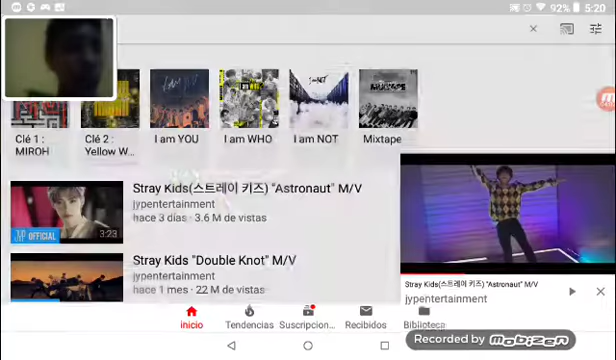 92% 5:20
Clé 1 : MIROH
Clé 2 : Yellow W...
I am YOU
I am WHO
I am NOT
Mixtape
Stray Kids(스트레이 키즈) "Astronaut" M/V
jypentertainment
hace 3 días · 3.6 M de vistas
3:23
JYP OFFICIAL
Stray Kids "Double Knot" M/V
jypentertainment
hace 1 mes · 22 M de vistas
Stray Kids(스트레이 키즈) "Astronaut" M/V
jypentertainment
inicio
Tendencias
Suscripcion...
Recibidos
Biblioteca
Recorded by Mobizen